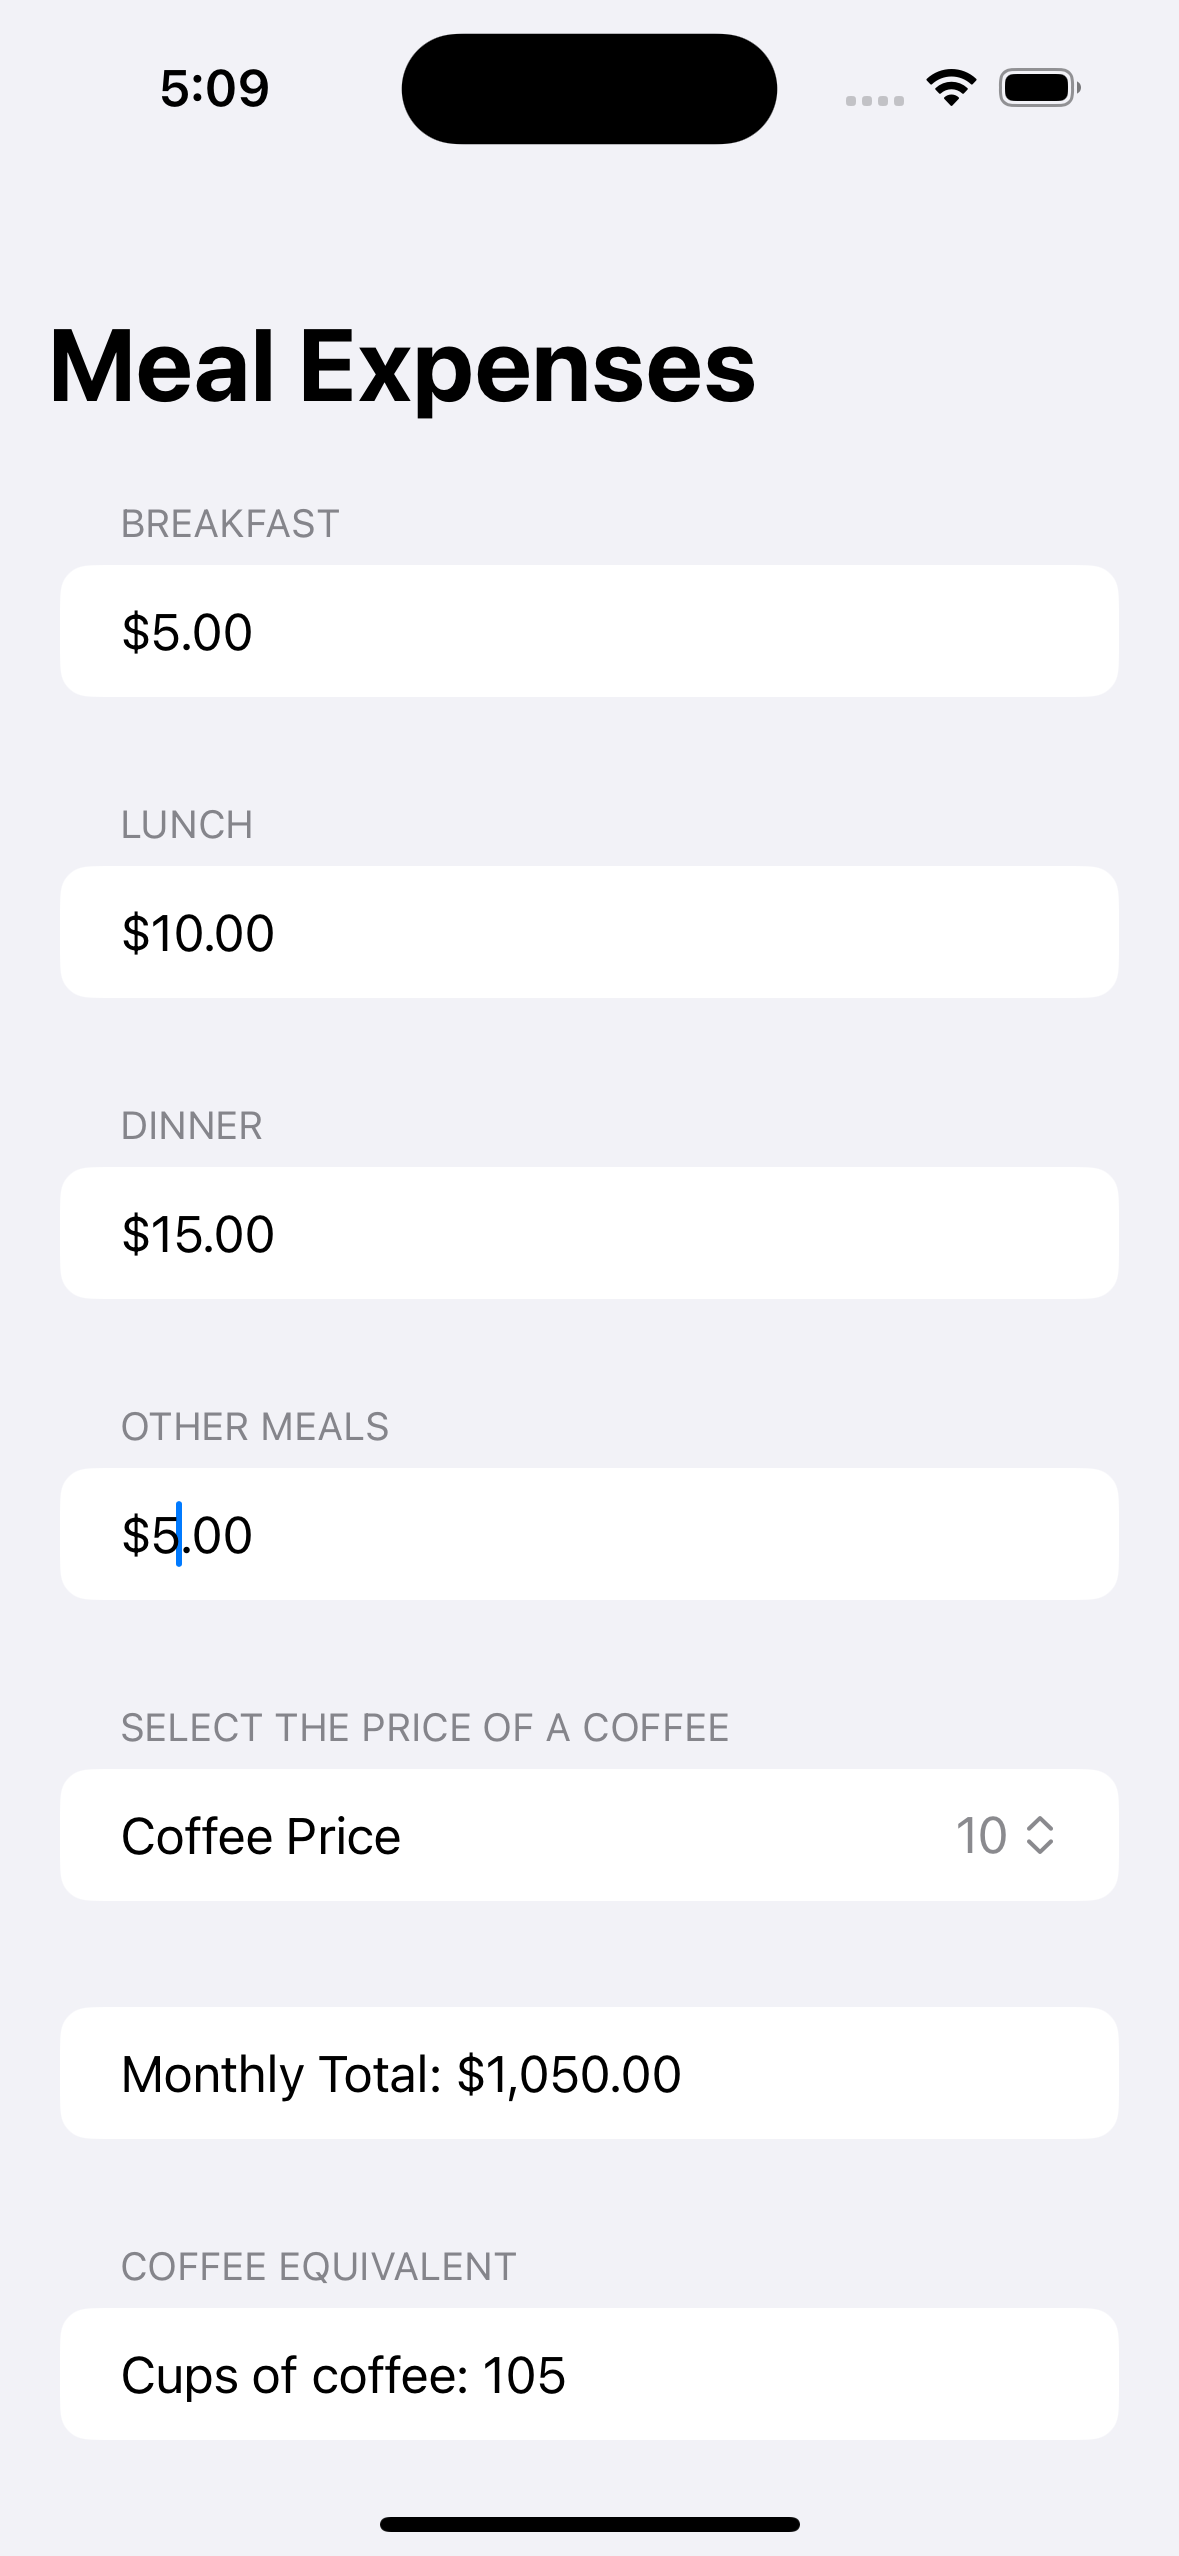 5:09
Meal Expenses
BREAKFAST
$5.00
LUNCH
$10.00
DINNER
$15.00
OTHER MEALS
$5.00
SELECT THE PRICE OF A COFFEE
Coffee Price 10
Monthly Total: $1,050.00
COFFEE EQUIVALENT
Cups of coffee: 105